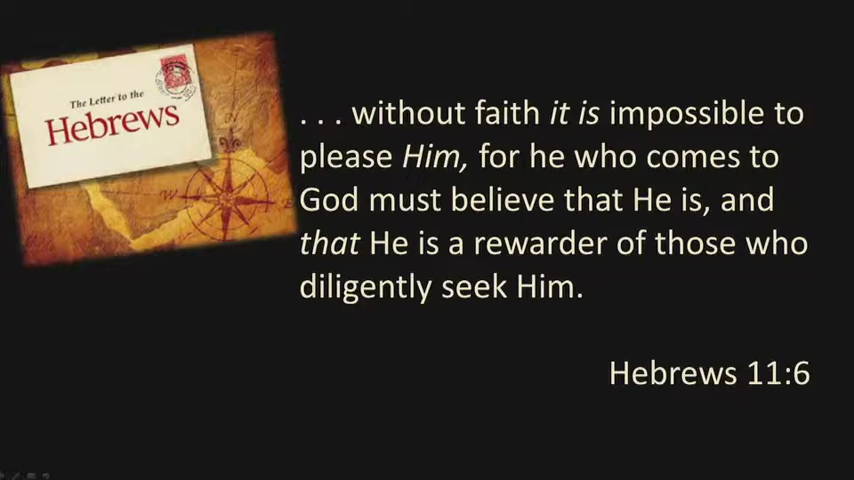 The Letter to the
Hebrews
. . . without faith it is impossible to
please Him, for he who comes to
God must believe that He is, and
that He is a rewarder of those who
diligently seek Him.
Hebrews 11:6